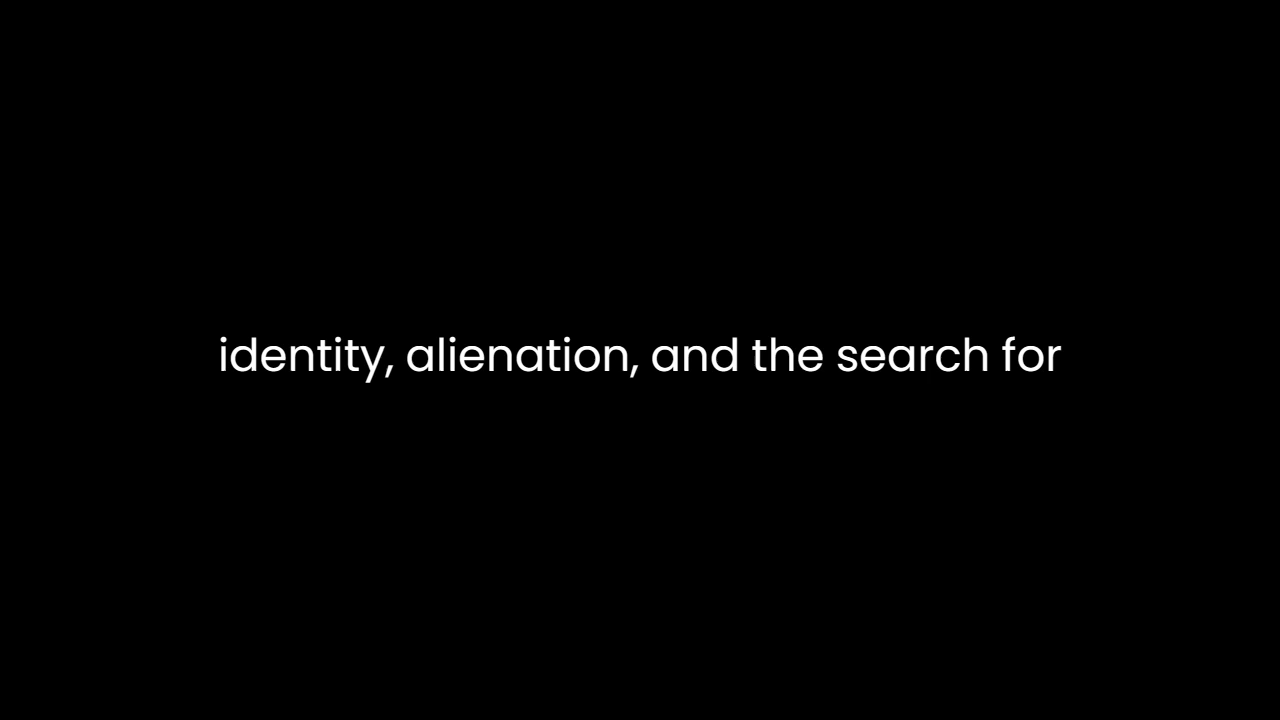 identity, alienation, and the search for